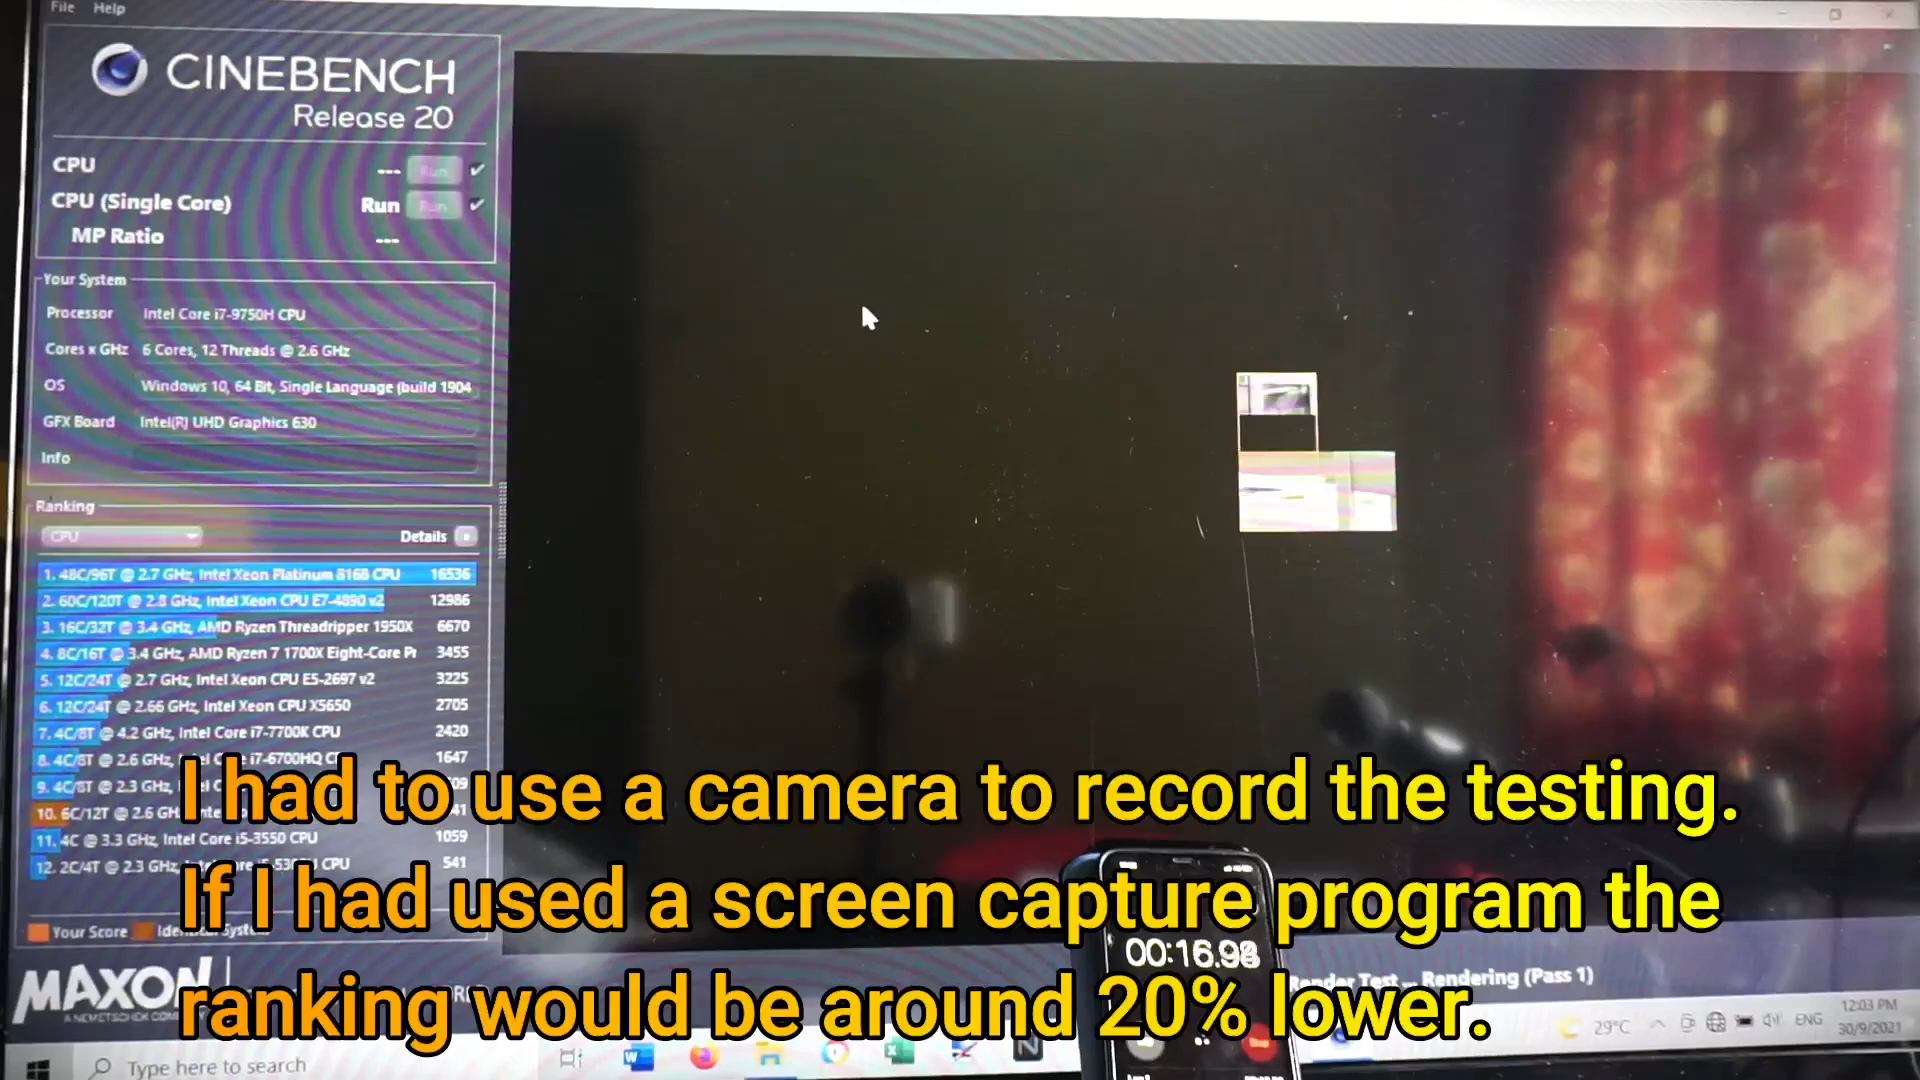 File Help
CINEBENCH
Release 20
CPU --- Run
CPU (Single Core) Run Run
MP Ratio ---
Your System
Processor Intel Core i7-9750H CPU
Cores x GHz 6 Cores, 12 Threads @ 2.6 GHz
OS Windows 10, 64 Bit, Single Language (build 1904
GFX Board Intel(R) UHD Graphics 630
Info
Ranking
CPU Details
1. 48C/96T @ 2.7 GHz, Intel Xeon Platinum 8168 CPU 16536
2. 60C/120T @ 2.8 GHz, Intel Xeon CPU E7-4890 v2 12986
3. 16C/32T @ 3.4 GHz, AMD Ryzen Threadripper 1950X 6670
4. 8C/16T @ 3.4 GHz, AMD Ryzen 7 1700X Eight-Core Pr 3455
5. 12C/24T @ 2.7 GHz, Intel Xeon CPU E5-2697 v2 3225
6. 12C/24T @ 2.66 GHz, Intel Xeon CPU X5650 2705
7. 4C/8T @ 4.2 GHz, Intel Core i7-7700K CPU 2420
8. 4C/8T @ 2.6 GHz, Intel Core i7-6700HQ 1647
9. 4C/8T @ 2.3 GHz,
10. 6C/12T @ 2.6 GHz
11. 4C @ 3.3 GHz, Intel Core i5-3550 CPU 1059
12. 2C/4T @ 2.3 GHz, CPU 541
I had to use a camera to record the testing.
If I had used a screen capture program the
ranking would be around 20% lower.
Your Score
MAXON
A NEMETSCHEK
00:16.98
Render Test ... Rendering (Pass 1)
Type here to search
29°C ENG
12:03 PM
30/9/2021